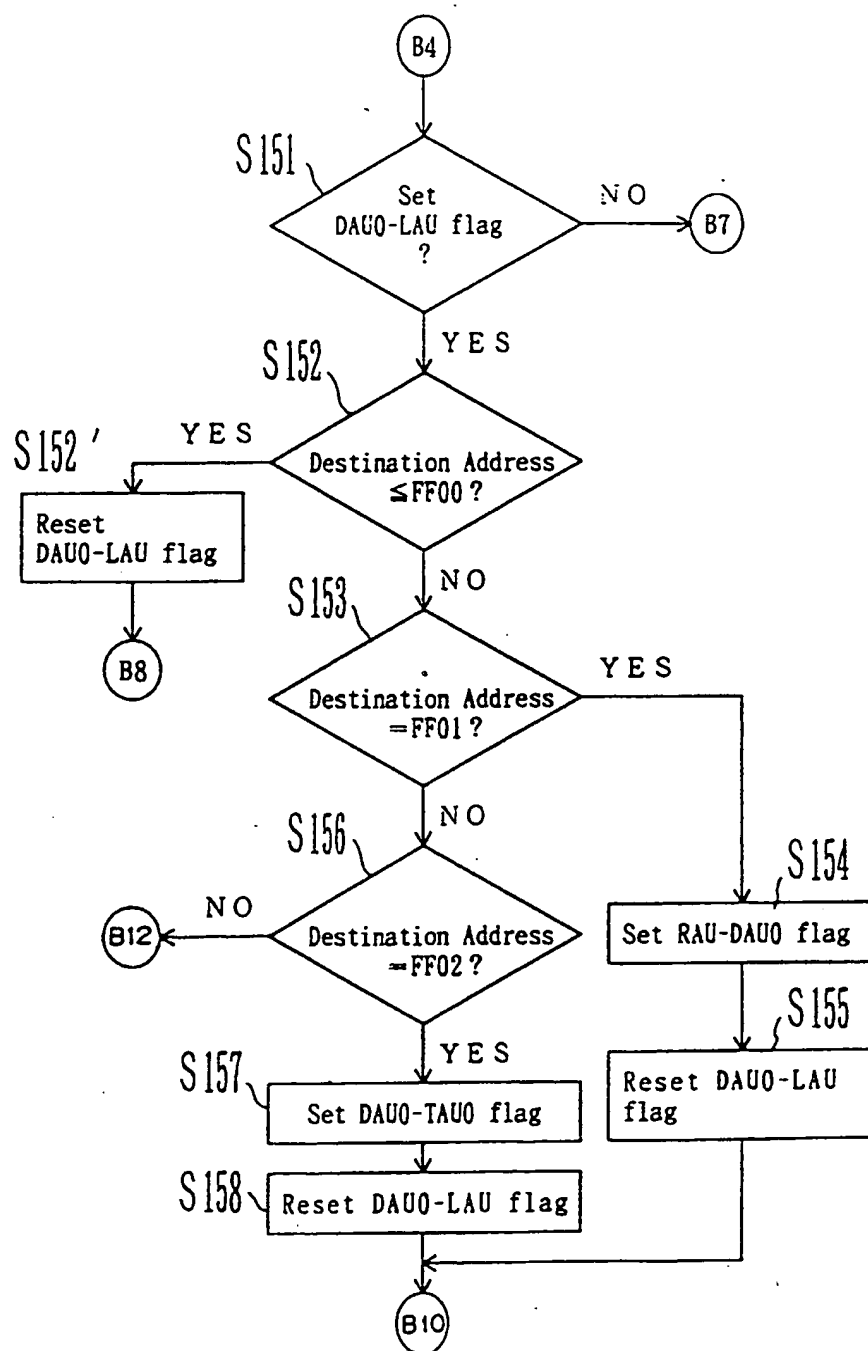 B4
S151
Set
DAU0-LAU flag
?
NO
B7
YES
S152
Destination Address
≦FF00?
YES
S152'
Reset
DAU0-LAU flag
B8
NO
S153
Destination Address
=FF01?
YES
NO
S154
Set RAU-DAU0 flag
S155
Reset DAU0-LAU
flag
S156
Destination Address
=FF02?
NO
B12
YES
S157
Set DAU0-TAU0 flag
S158
Reset DAU0-LAU flag
B10